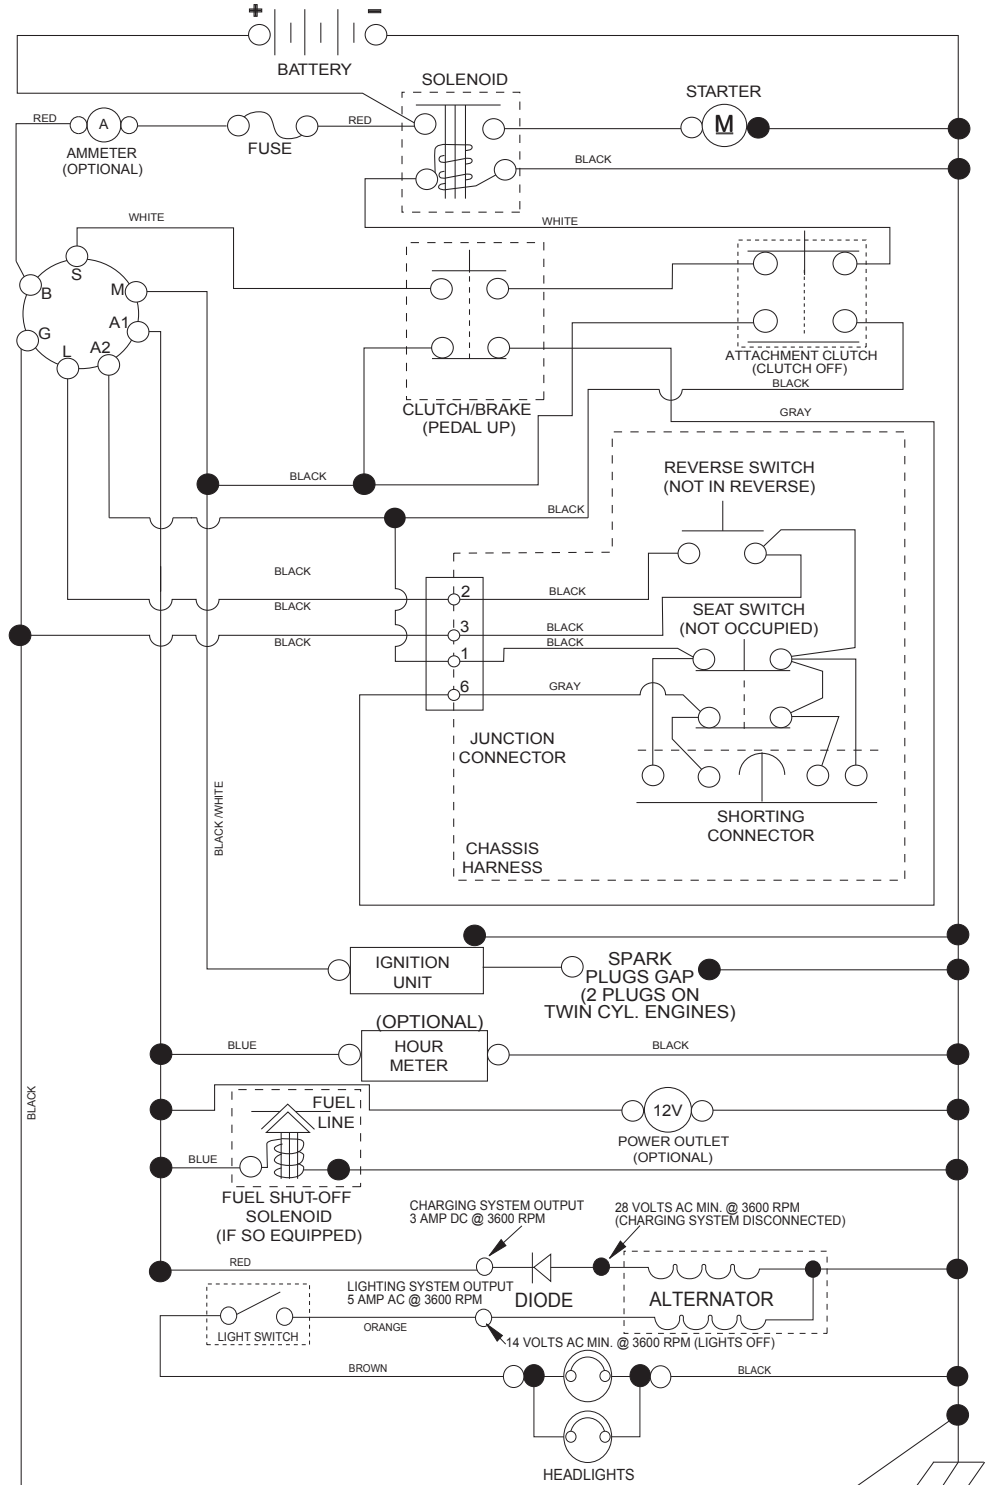 + -
BATTERY
SOLENOID
STARTER
RED
A
RED
M
AMMETER
(OPTIONAL)
FUSE
BLACK
WHITE
WHITE
S
B
M
G
A1
L
A2
ATTACHMENT CLUTCH
(CLUTCH OFF)
BLACK
CLUTCH/BRAKE
(PEDAL UP)
GRAY
BLACK
REVERSE SWITCH
(NOT IN REVERSE)
BLACK
BLACK
2
BLACK
BLACK
SEAT SWITCH
(NOT OCCUPIED)
3
BLACK
BLACK
BLACK
1
6
GRAY
JUNCTION
CONNECTOR
BLACK /WHITE
SHORTING
CONNECTOR
CHASSIS
HARNESS
IGNITION
UNIT
SPARK
PLUGS GAP
(2 PLUGS ON
TWIN CYL. ENGINES)
(OPTIONAL)
HOUR
METER
BLUE
BLACK
BLACK
FUEL
LINE
12V
POWER OUTLET
(OPTIONAL)
BLUE
FUEL SHUT-OFF
SOLENOID
(IF SO EQUIPPED)
CHARGING SYSTEM OUTPUT
3 AMP DC @ 3600 RPM
28 VOLTS AC MIN. @ 3600 RPM
(CHARGING SYSTEM DISCONNECTED)
RED
LIGHTING SYSTEM OUTPUT
5 AMP AC @ 3600 RPM
DIODE
ALTERNATOR
LIGHT SWITCH
ORANGE
14 VOLTS AC MIN. @ 3600 RPM (LIGHTS OFF)
BROWN
BLACK
HEADLIGHTS